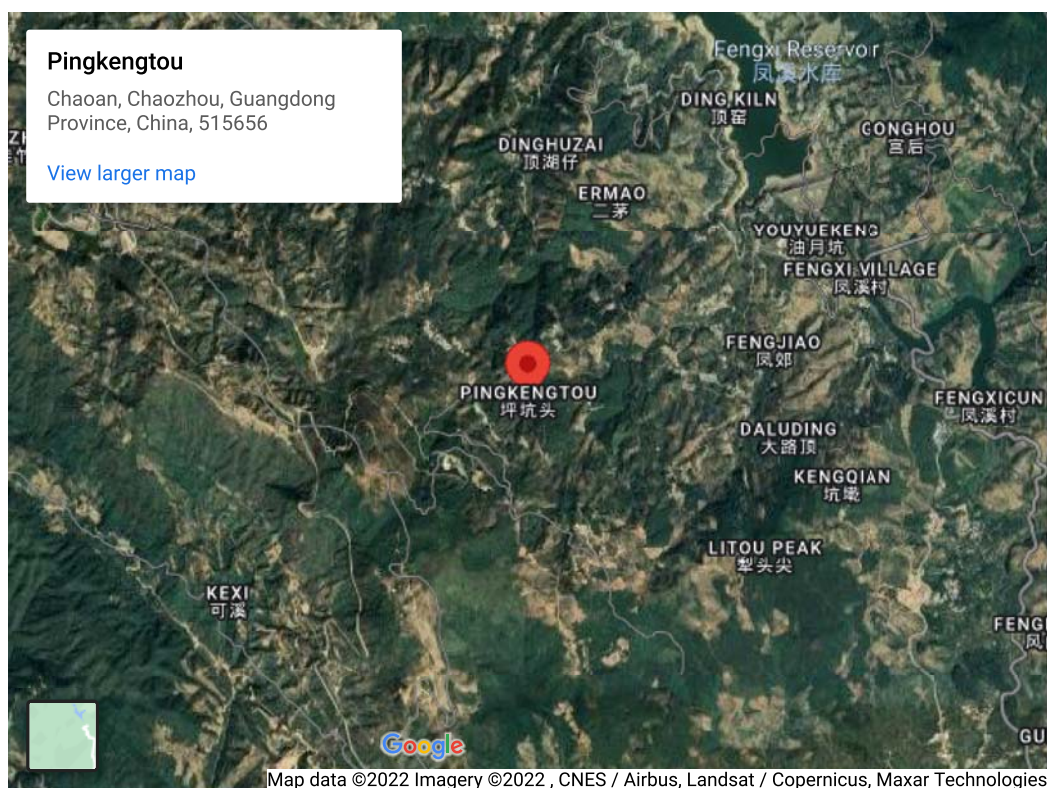 Pingkengtou
Chaoan, Chaozhou, Guangdong
Province, China, 515656
View larger map
Fengxi Reservoir
凤溪水库
DING KILN
顶窑
GONGHOU
宫后
DINGHUZAI
顶湖仔
ERMAO
二茅
YOUYUEKENG
油月坑
FENGXI VILLAGE
凤溪村
FENGJIAO
凤郊
PINGKENGTOU
坪坑头
FENGXICUN
凤溪村
DALUDING
大路顶
KENGQIAN
LITOU PEAK
犁头尖
KEXI
可溪
Google
Map data ©2022 Imagery ©2022 , CNES / Airbus, Landsat / Copernicus, Maxar Technologies